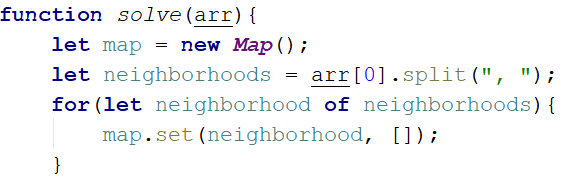 function solve(arr){
    let map = new Map();
    let neighborhoods = arr[0].split(", ");
    for(let neighborhood of neighborhoods){
        map.set(neighborhood, []);
    }